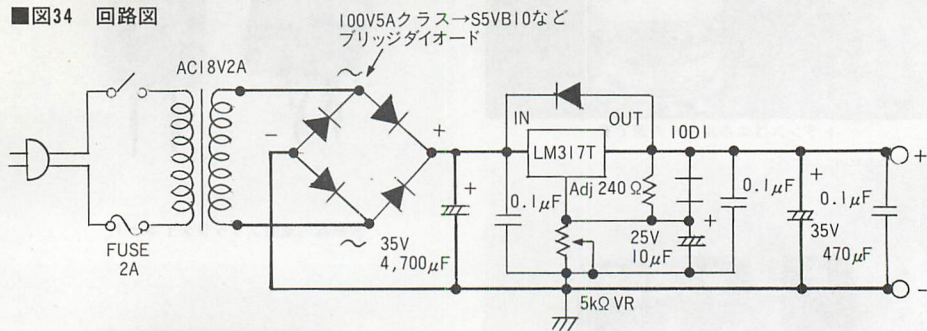 ■図34 回路図
100V5Aクラス→S5VB10など
ブリッジダイオード
AC18V2A
FUSE
2A
〜
〜
−
+
35V
4,700μF
+
0.1μF
IN
OUT
LM317T
Adj
240Ω
10D1
25V
10μF
+
5kΩVR
0.1μF
+
35V
470μF
0.1μF
+
−